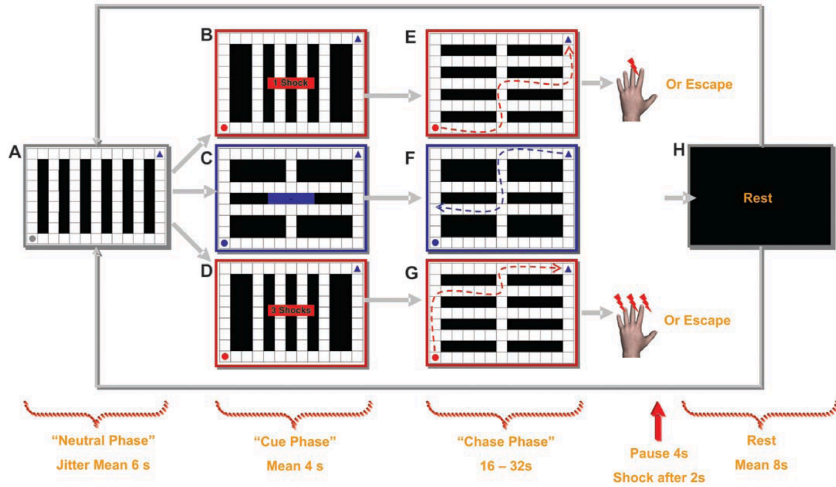 A
B
1 Shock
C
D
3 Shocks
E
F
G
Or Escape
Or Escape
H
Rest
“Neutral Phase”
Jitter Mean 6 s
“Cue Phase”
Mean 4 s
“Chase Phase”
16 – 32s
Pause 4s
Shock after 2s
Rest
Mean 8s